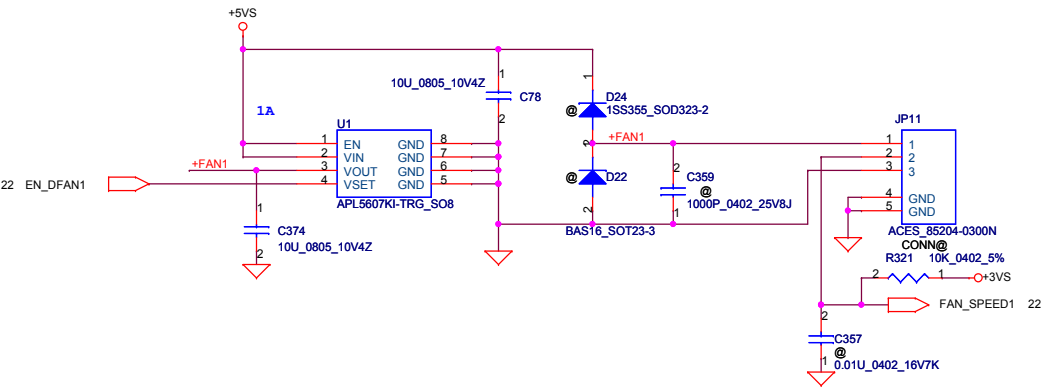 +5VS
1A
10U_0805_10V4Z
1
C78
2
U1
1 EN GND 8
2 VIN GND 7
3 VOUT GND 6
4 VSET GND 5
APL5607KI-TRG_SO8
+FAN1
22 EN_DFAN1
1
C374
10U_0805_10V4Z
2
1
D24
@ 1SS355_SOD323-2
2
+FAN1
@ D22
2
BAS16_SOT23-3
2
C359
@
1000P_0402_25V8J
1
JP11
1 1
2 2
3 3
4 GND
5 GND
ACES_85204-0300N
CONN@
R321 10K_0402_5%
2 1 +3VS
FAN_SPEED1 22
2
C357
@
1 0.01U_0402_16V7K